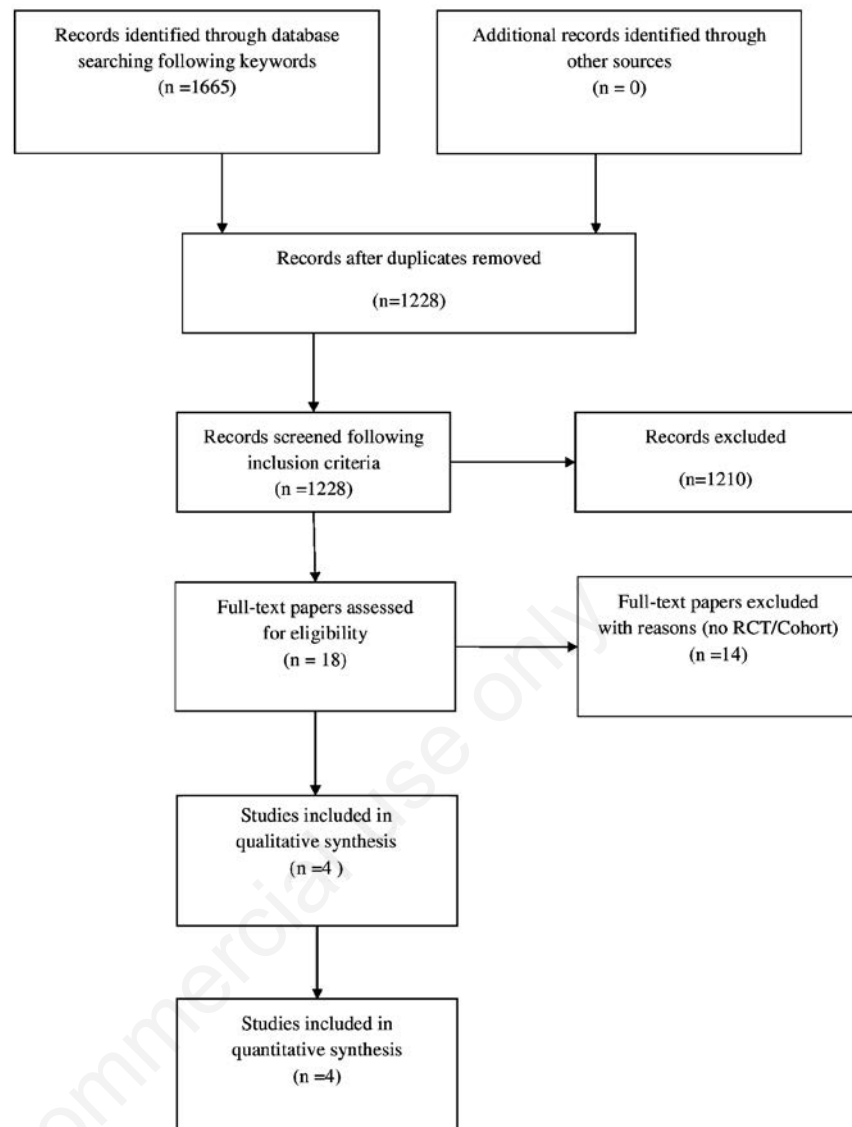 Records identified through database
searching following keywords
(n =1665)
Additional records identified through
other sources
(n = 0)
Records after duplicates removed
(n=1228)
Records screened following
inclusion criteria
(n =1228)
Records excluded
(n=1210)
Full-text papers assessed
for eligibility
(n = 18)
Full-text papers excluded
with reasons (no RCT/Cohort)
(n =14)
Studies included in
qualitative synthesis
(n =4 )
Studies included in
quantitative synthesis
(n =4)
ommercial use only